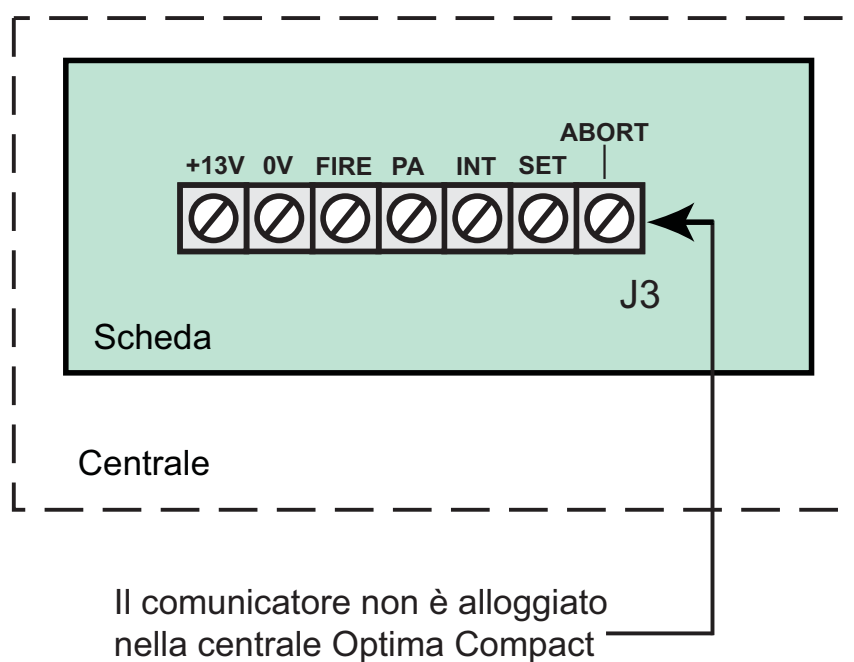 ABORT
+13V 0V FIRE PA INT SET
J3
Scheda
Centrale
Il comunicatore non è alloggiato
nella centrale Optima Compact